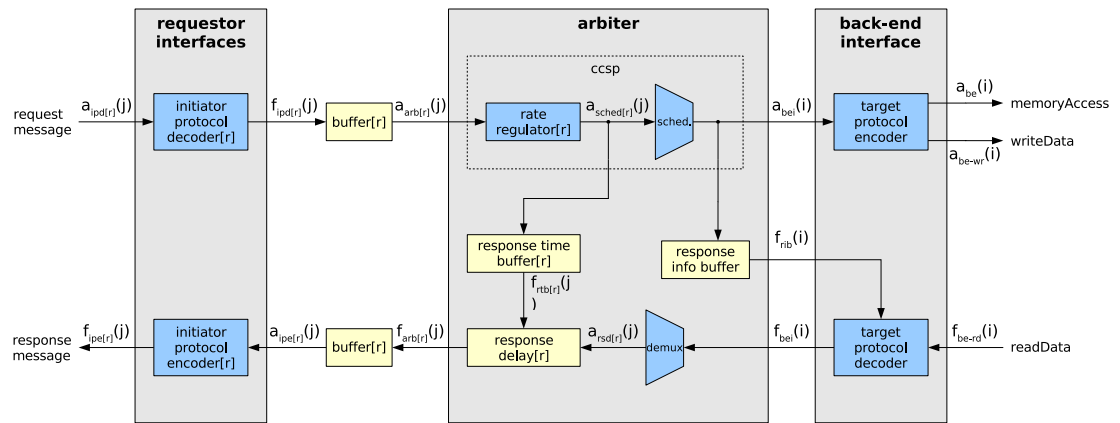 requestor
interfaces
arbiter
back-end
interface
ccsp
request
message
a_ipd[r](j)
initiator
protocol
decoder[r]
f_ipd[r](j)
buffer[r]
a_arb[r](j)
rate
regulator[r]
a_sched[r](j)
sched.
a_bei(i)
target
protocol
encoder
a_be(i)
memoryAccess
writeData
a_be-wr(i)
response time
buffer[r]
response
info buffer
f_rib(i)
f_rtb[r](j
)
response
message
f_ipe[r](j)
initiator
protocol
encoder[r]
a_ipe[r](j)
buffer[r]
f_arb[r](j)
response
delay[r]
a_rsd[r](j)
demux
f_bei(i)
target
protocol
decoder
f_be-rd(i)
readData